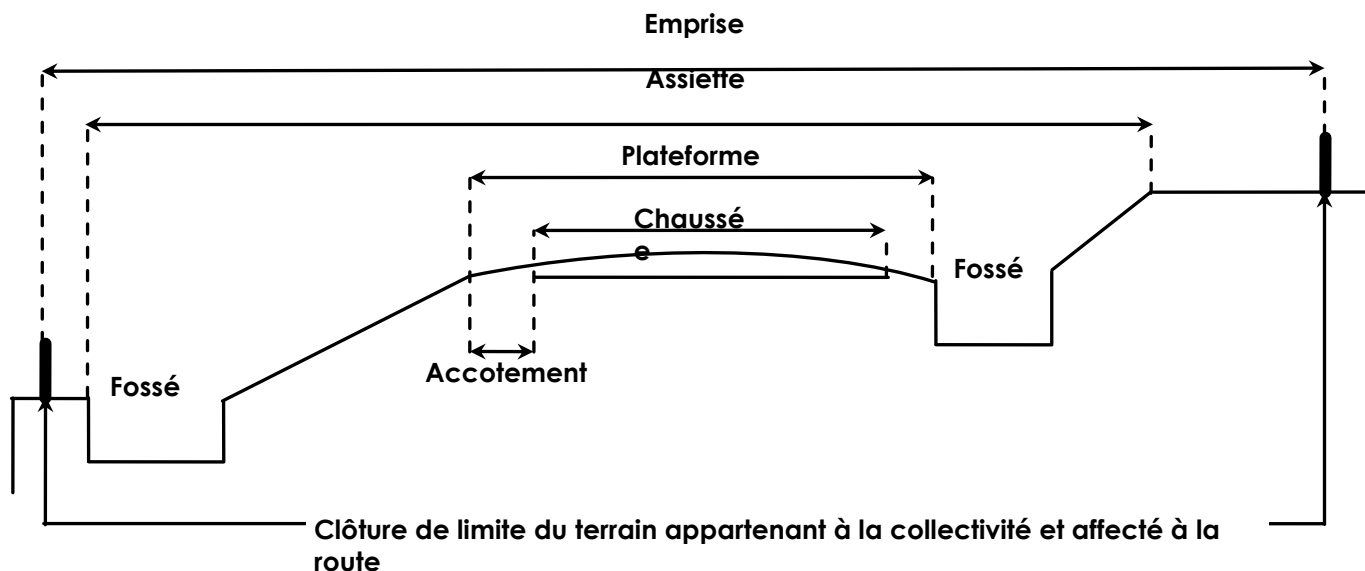 Emprise
Assiette
Plateforme
Chaussé
e
Fossé
Accotement
Fossé
Clôture de limite du terrain appartenant à la collectivité et affecté à la
route